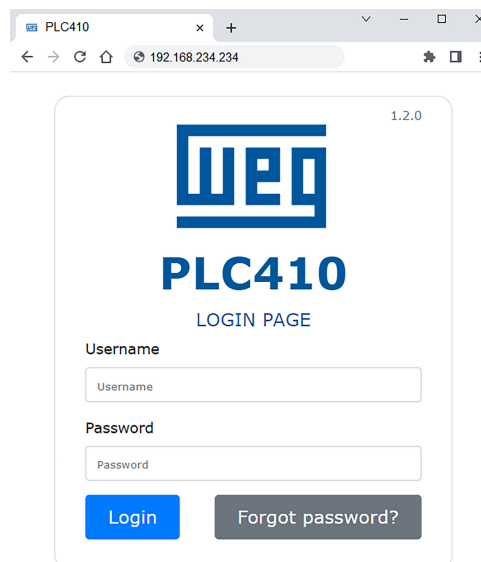 PLC410
192.168.234.234
1.2.0
weg
PLC410
LOGIN PAGE
Username
Username
Password
Password
Login Forgot password?